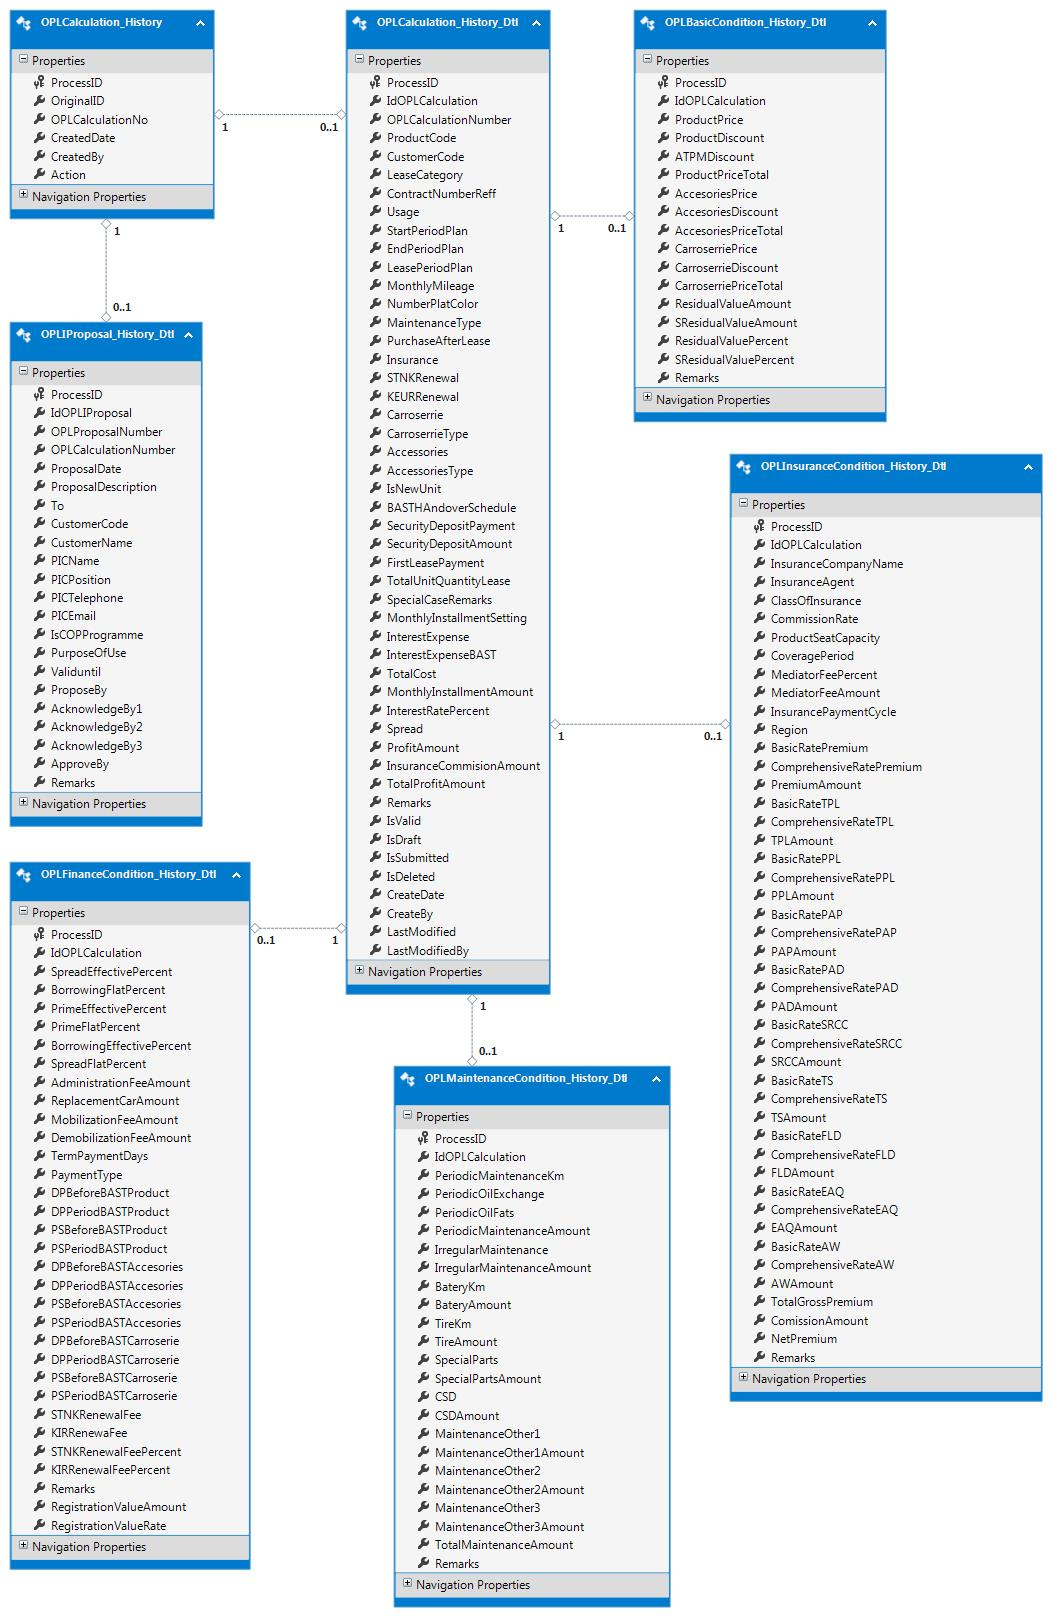 OPLCalculation_History
Properties
ProcessID
OriginalID
OPLCalculationNo
CreatedDate
CreatedBy
Action
Navigation Properties
1
0..1
1
0..1
OPLIProposal_History_Dtl
Properties
ProcessID
IdOPLIProposal
OPLProposalNumber
OPLCalculationNumber
ProposalDate
ProposalDescription
To
CustomerCode
CustomerName
PICName
PICPosition
PICTelephone
PICEmail
IsCOPProgramme
PurposeOfUse
Validuntil
ProposeBy
AcknowledgeBy1
AcknowledgeBy2
AcknowledgeBy3
ApproveBy
Remarks
Navigation Properties
OPLFinanceCondition_History_Dtl
Properties
ProcessID
IdOPLCalculation
SpreadEffectivePercent
BorrowingFlatPercent
PrimeEffectivePercent
PrimeFlatPercent
BorrowingEffectivePercent
SpreadFlatPercent
AdministrationFeeAmount
ReplacementCarAmount
MobilizationFeeAmount
DemobilizationFeeAmount
TermPaymentDays
PaymentType
DPBeforeBASTProduct
DPPeriodBASTProduct
PSBeforeBASTProduct
PSPeriodBASTProduct
DPBeforeBASTAccesories
DPPeriodBASTAccesories
PSBeforeBASTAccesories
PSPeriodBASTAccesories
DPBeforeBASTCarroserie
DPPeriodBASTCarroserie
PSBeforeBASTCarroserie
PSPeriodBASTCarroserie
STNKRenewalFee
KIRRenewaFee
STNKRenewalFeePercent
KIRRenewalFeePercent
Remarks
RegistrationValueAmount
RegistrationValueRate
Navigation Properties
0..1
1
OPLCalculation_History_Dtl
Properties
ProcessID
IdOPLCalculation
OPLCalculationNumber
ProductCode
CustomerCode
LeaseCategory
ContractNumberReff
Usage
StartPeriodPlan
EndPeriodPlan
LeasePeriodPlan
MonthlyMileage
NumberPlatColor
MaintenanceType
PurchaseAfterLease
Insurance
STNKRenewal
KEURRenewal
Carroserrie
CarroserrieType
Accessories
AccessoriesType
IsNewUnit
BASTHAndoverSchedule
SecurityDepositPayment
SecurityDepositAmount
FirstLeasePayment
TotalUnitQuantityLease
SpecialCaseRemarks
MonthlyInstallmentSetting
InterestExpense
InterestExpenseBAST
TotalCost
MonthlyInstallmentAmount
InterestRatePercent
Spread
ProfitAmount
InsuranceCommisionAmount
TotalProfitAmount
Remarks
IsValid
IsDraft
IsSubmitted
IsDeleted
CreateDate
CreateBy
LastModified
LastModifiedBy
Navigation Properties
1
0..1
1
0..1
1
0..1
OPLMaintenanceCondition_History_Dtl
Properties
ProcessID
IdOPLCalculation
PeriodicMaintenanceKm
PeriodicOilExchange
PeriodicOilFats
PeriodicMaintenanceAmount
IrregularMaintenance
IrregularMaintenanceAmount
BateryKm
BateryAmount
TireKm
TireAmount
SpecialParts
SpecialPartsAmount
CSD
CSDAmount
MaintenanceOther1
MaintenanceOther1Amount
MaintenanceOther2
MaintenanceOther2Amount
MaintenanceOther3
MaintenanceOther3Amount
TotalMaintenanceAmount
Remarks
Navigation Properties
OPLBasicCondition_History_Dtl
Properties
ProcessID
IdOPLCalculation
ProductPrice
ProductDiscount
ATPMDiscount
ProductPriceTotal
AccesoriesPrice
AccesoriesDiscount
AccesoriesPriceTotal
CarroserriePrice
CarroserrieDiscount
CarroseriePriceTotal
ResidualValueAmount
SResidualValueAmount
ResidualValuePercent
SResidualValuePercent
Remarks
Navigation Properties
OPLInsuranceCondition_History_Dtl
Properties
ProcessID
IdOPLCalculation
InsuranceCompanyName
InsuranceAgent
ClassOfInsurance
CommissionRate
ProductSeatCapacity
CoveragePeriod
MediatorFeePercent
MediatorFeeAmount
InsurancePaymentCycle
Region
BasicRatePremium
ComprehensiveRatePremium
PremiumAmount
BasicRateTPL
ComprehensiveRateTPL
TPLAmount
BasicRatePPL
ComprehensiveRatePPL
PPLAmount
BasicRatePAP
ComprehensiveRatePAP
PAPAmount
BasicRatePAD
ComprehensiveRatePAD
PADAmount
BasicRateSRCC
ComprehensiveRateSRCC
SRCCAmount
BasicRateTS
ComprehensiveRateTS
TSAmount
BasicRateFLD
ComprehensiveRateFLD
FLDAmount
BasicRateEAQ
ComprehensiveRateEAQ
EAQAmount
BasicRateAW
ComprehensiveRateAW
AWAmount
TotalGrossPremium
ComissionAmount
NetPremium
Remarks
Navigation Properties